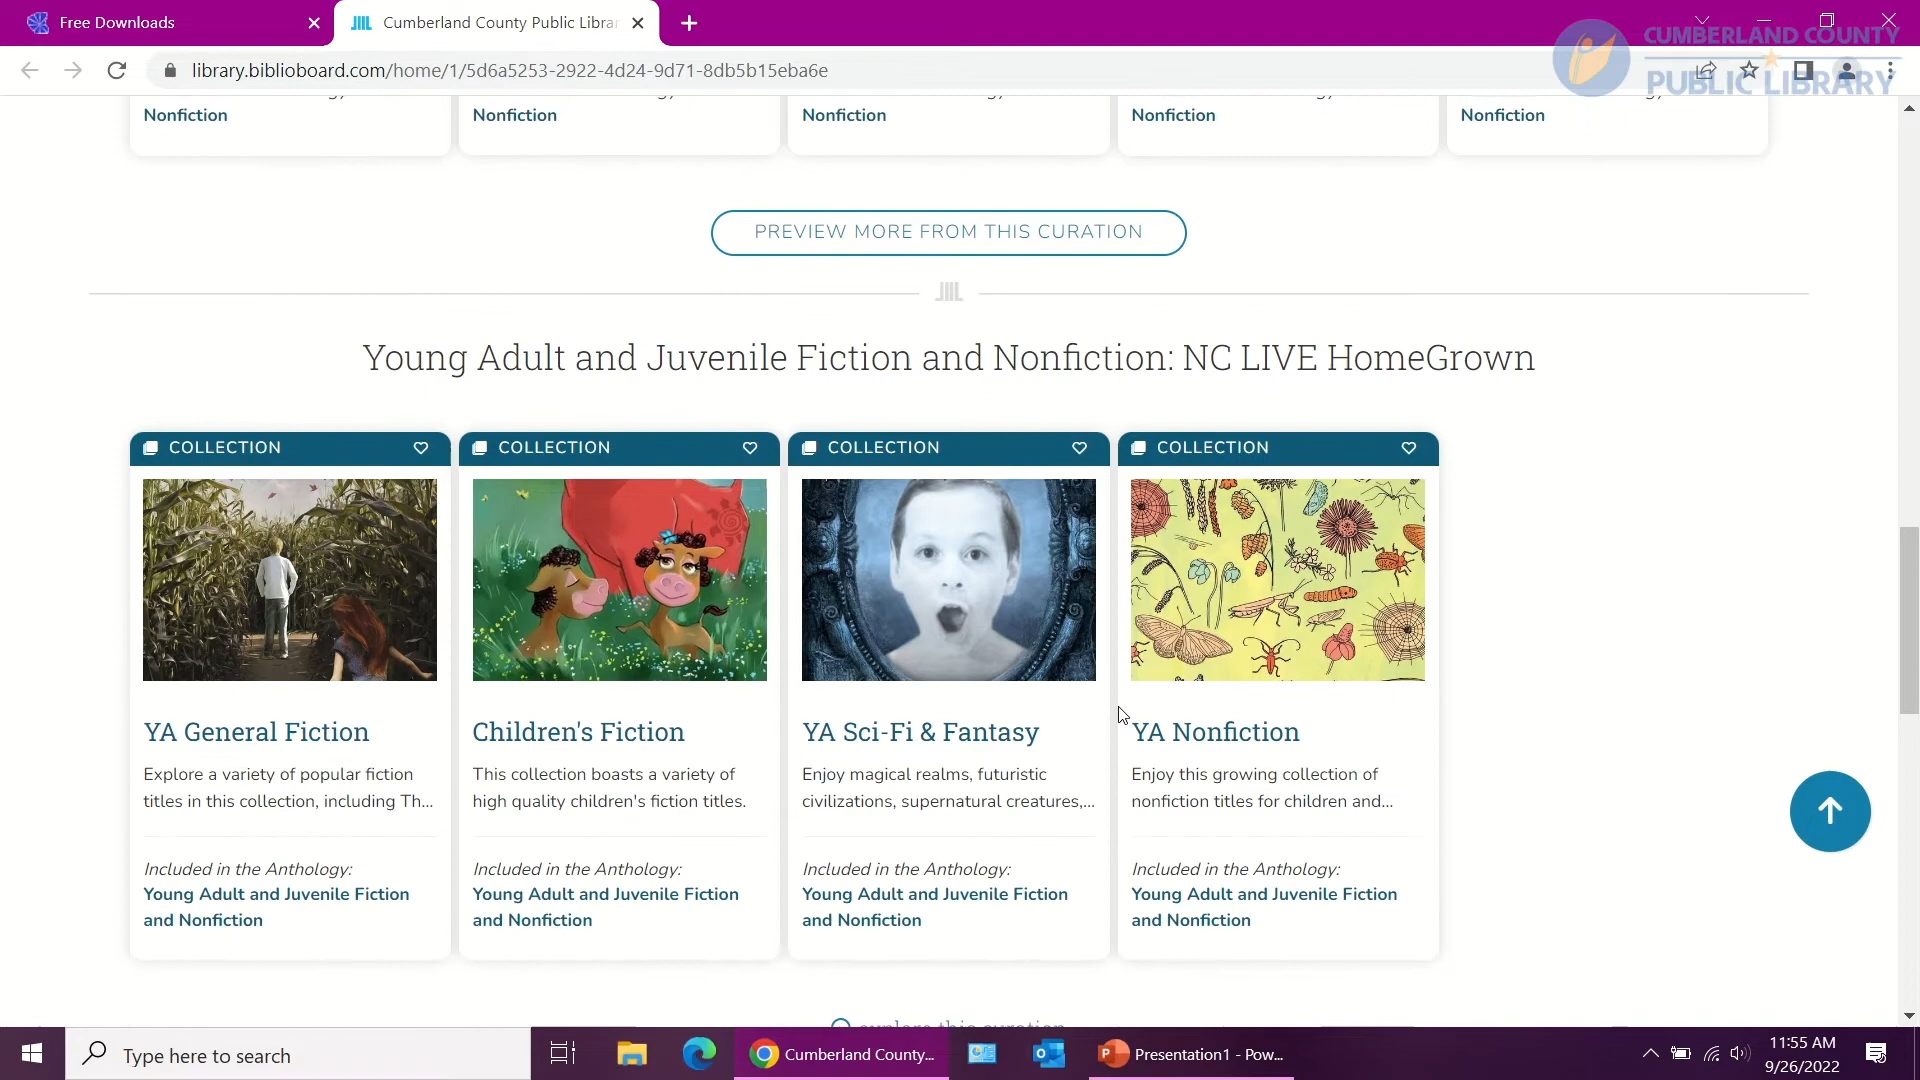 Free Downloads
Cumberland County Public Libra
CUMBERLAND COUNTY
PUBLIC LIBRARY
library.biblioboard.com/home/1/5d6a5253-2922-4d24-9d71-8db5b15eba6e
Nonfiction
Nonfiction
Nonfiction
Nonfiction
Nonfiction
PREVIEW MORE FROM THIS CURATION
Young Adult and Juvenile Fiction and Nonfiction: NC LIVE HomeGrown
COLLECTION
COLLECTION
COLLECTION
COLLECTION
YA General Fiction
Explore a variety of popular fiction
titles in this collection, including Th...
Included in the Anthology:
Young Adult and Juvenile Fiction
and Nonfiction
Children's Fiction
This collection boasts a variety of
high quality children's fiction titles.
Included in the Anthology:
Young Adult and Juvenile Fiction
and Nonfiction
YA Sci-Fi & Fantasy
Enjoy magical realms, futuristic
civilizations, supernatural creatures,...
Included in the Anthology:
Young Adult and Juvenile Fiction
and Nonfiction
YA Nonfiction
Enjoy this growing collection of
nonfiction titles for children and...
Included in the Anthology:
Young Adult and Juvenile Fiction
and Nonfiction
explore this curation
Type here to search
Cumberland County...
Presentation1 - Pow...
11:55 AM
9/26/2022